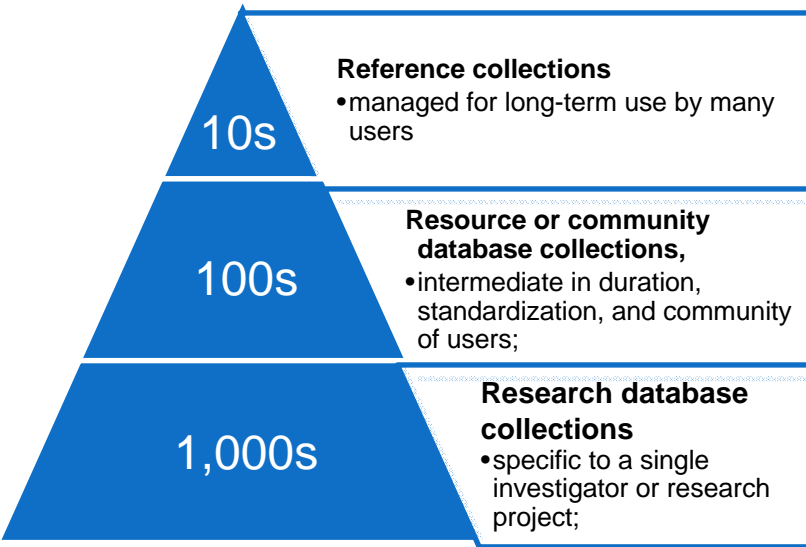 10s
Reference collections
•managed for long-term use by many
users
100s
Resource or community
database collections,
•intermediate in duration,
standardization, and community
of users;
1,000s
Research database
collections
•specific to a single
investigator or research
project;